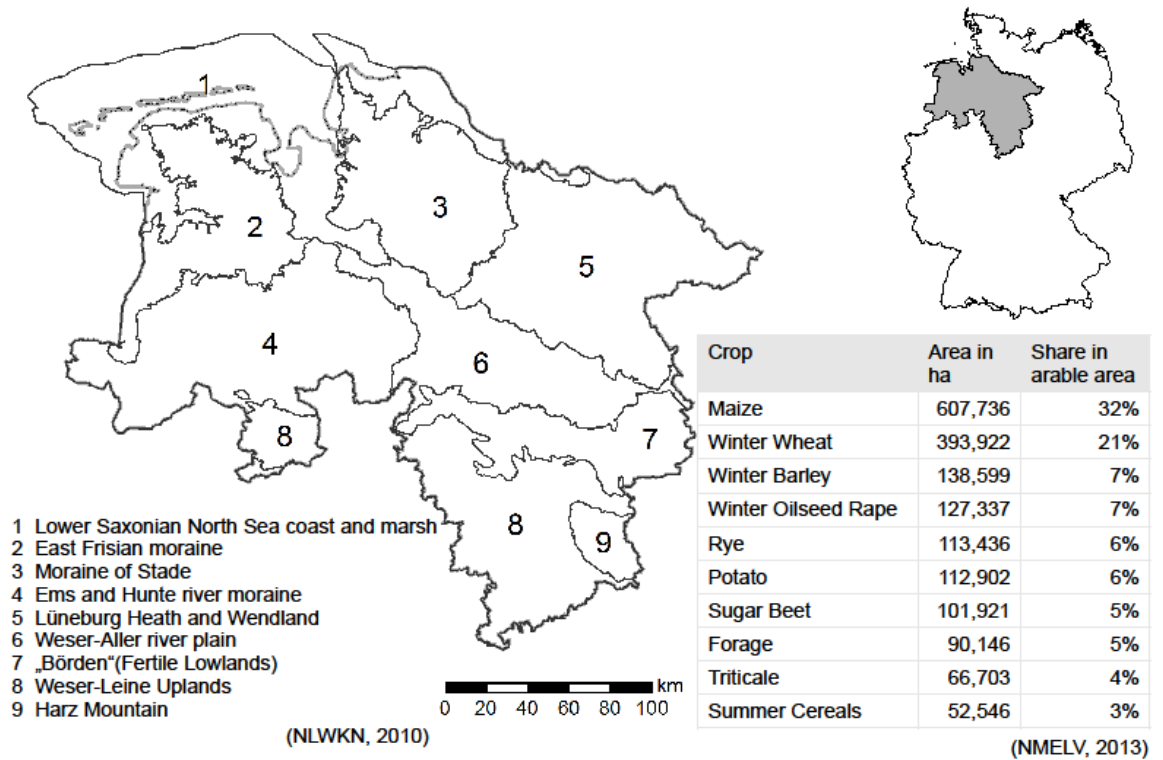 1
2
3
4
5
6
7
8
8
9
1 Lower Saxonian North Sea coast and marsh
2 East Frisian moraine
3 Moraine of Stade
4 Ems and Hunte river moraine
5 Lüneburg Heath and Wendland
6 Weser-Aller river plain
7 „Börden“(Fertile Lowlands)
8 Weser-Leine Uplands
9 Harz Mountain
(NLWKN, 2010)
km
0 20 40 60 80 100
Crop Area in ha Share in arable area
Maize 607,736 32%
Winter Wheat 393,922 21%
Winter Barley 138,599 7%
Winter Oilseed Rape 127,337 7%
Rye 113,436 6%
Potato 112,902 6%
Sugar Beet 101,921 5%
Forage 90,146 5%
Triticale 66,703 4%
Summer Cereals 52,546 3%
(NMELV, 2013)